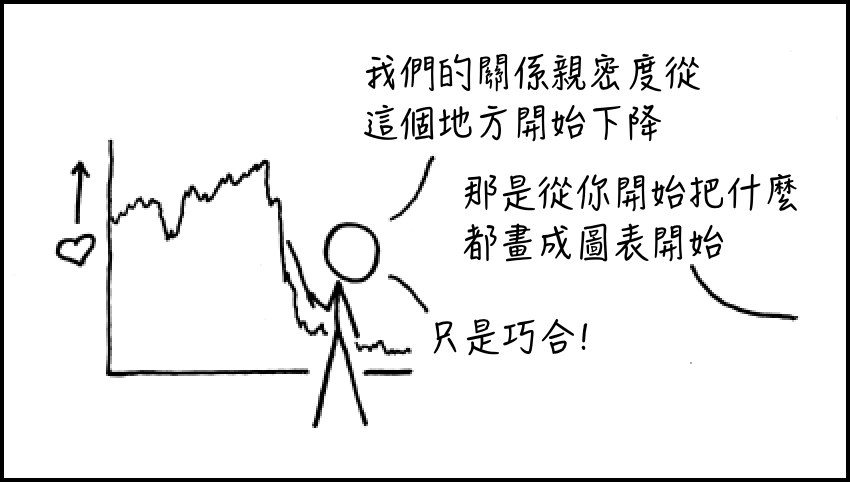 我們的關係親密度從
這個地方開始下降
那是從你開始把什麼
都畫成圖表開始
只是巧合!